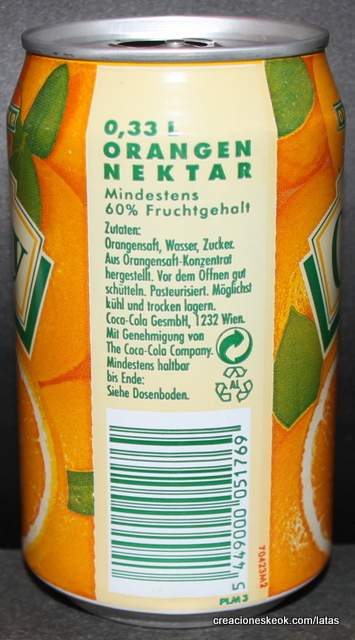 0,33 L
ORANGEN
NEKTAR
Mindestens
60% Fruchtgehalt
Zutaten:
Orangensaft, Wasser, Zucker.
Aus Orangensaft-Konzentrat
hergestellt. Vor dem Öffnen gut
schütteln. Pasteurisiert. Möglichst
kühl und trocken lagern.
Coca-Cola GesmbH, 1232 Wien.
Mit Genehmigung von
The Coca-Cola Company.
Mindestens haltbar
bis Ende:
Siehe Dosenboden.
AL
5 449000 051769
70423M2
PLM 3
creacioneskeok.com/latas